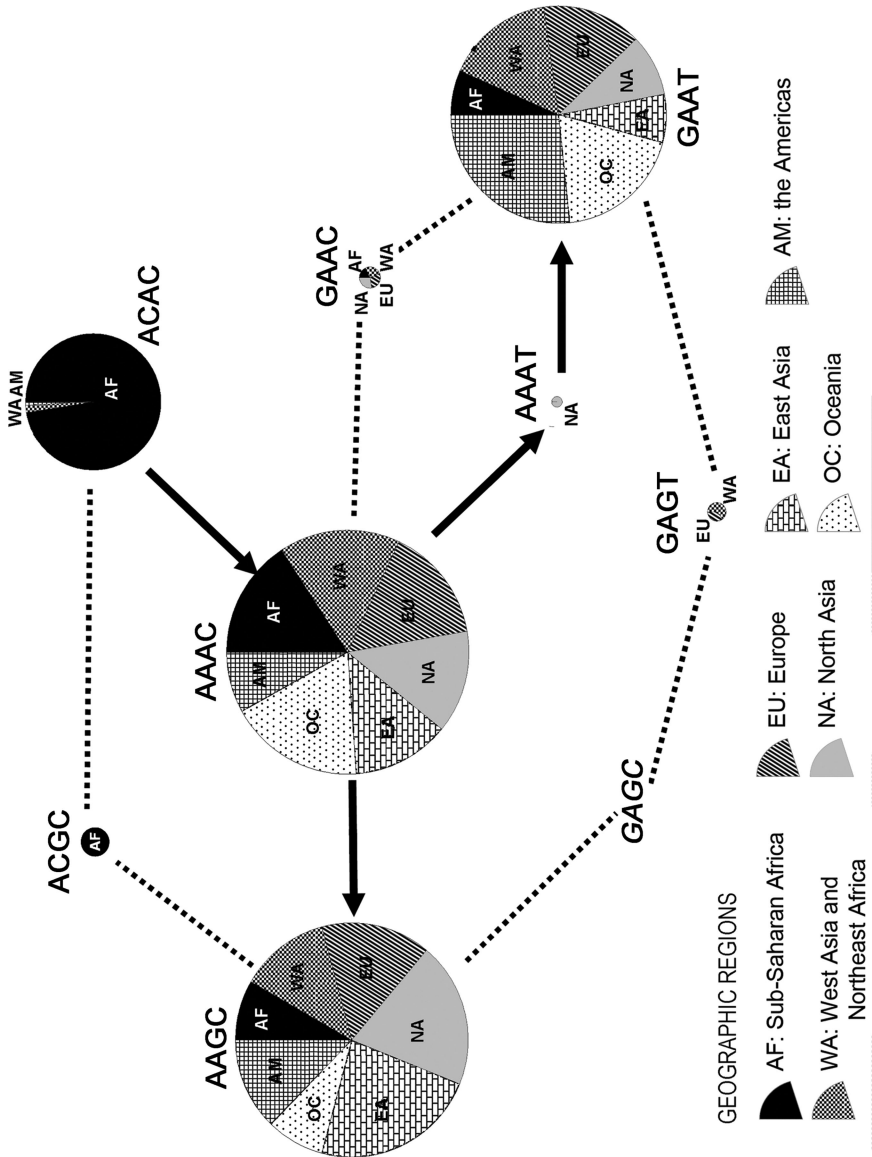 AAGC
AF
WA
EU
NA
EA
OC
AM
ACGC
AF
AAAC
AF
WA
EU
NA
EA
OC
AM
WA AM
AF
ACAC
GAAC
NA
AF
EU
WA
AAAT
NA
AF
WA
EU
NA
EA
OC
AM
GAAT
GAGT
EU
WA
GAGC
GEOGRAPHIC REGIONS
AF: Sub-Saharan Africa
EU: Europe
EA: East Asia
AM: the Americas
WA: West Asia and
Northeast Africa
NA: North Asia
OC: Oceania